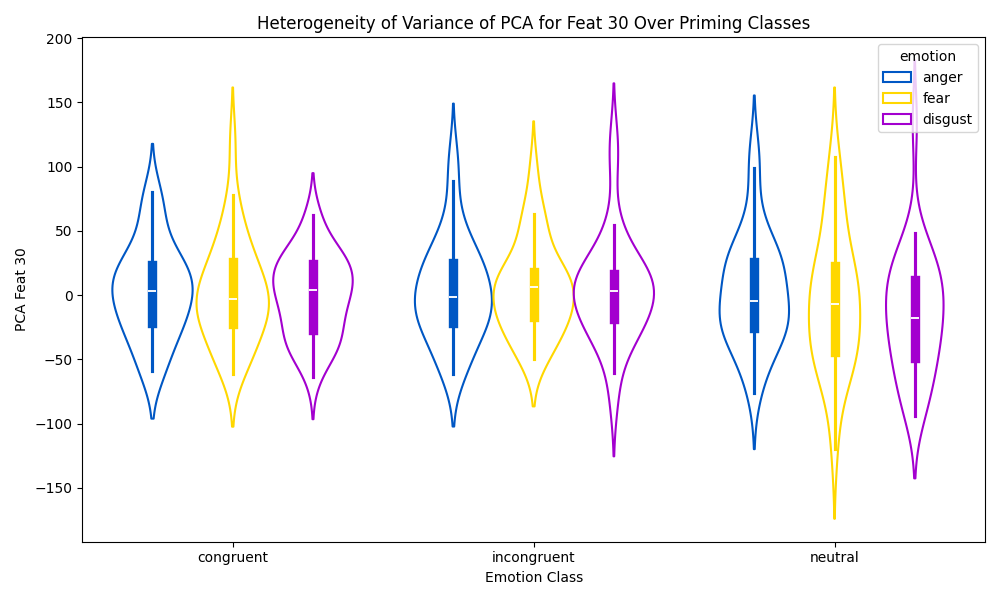 Heterogeneity of Variance of PCA for Feat 30 Over Priming Classes
200
150
100
50
0
−50
−100
−150
PCA Feat 30
emotion
anger
fear
disgust
congruent
incongruent
neutral
Emotion Class